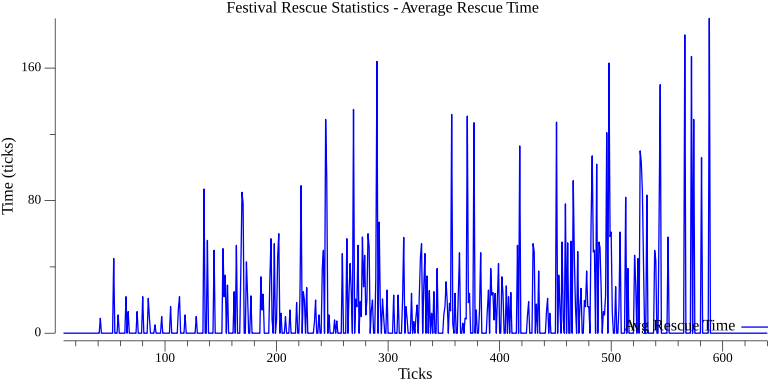 Festival Rescue Statistics - Average Rescue Time
Time (ticks)
160
80
0
Avg Rescue Time
100 200 300 400 500 600
Ticks